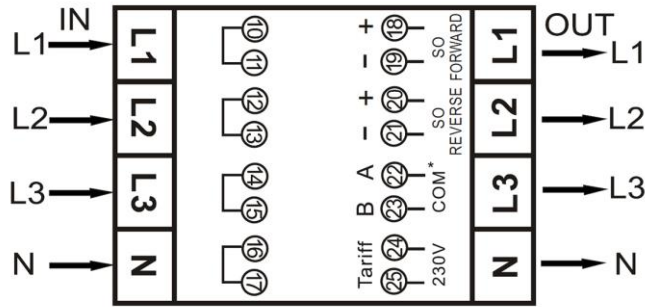 IN
OUT
L1
L2
L3
N
L1
L2
L3
N
10
11
12
13
14
15
16
17
+ 18
- 19
SO FORWARD
+ 20
- 21
SO REVERSE
A 22
B 23
COM*
Tariff
24
25
230V
L1
L2
L3
N
L1
L2
L3
N